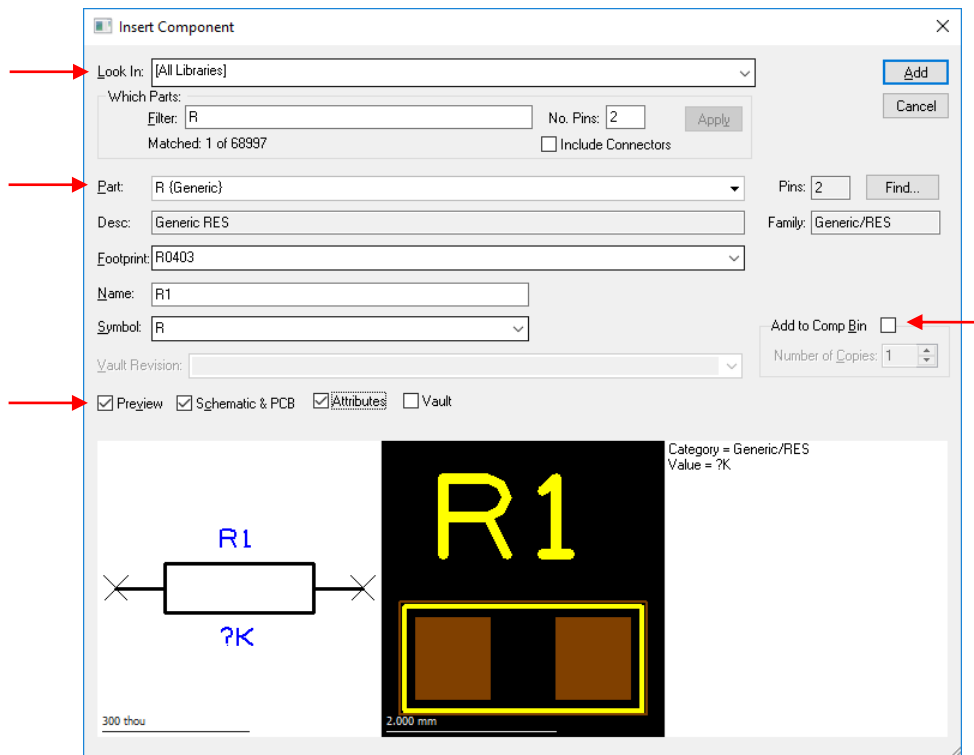 Insert Component
Look In: [All Libraries]
Add
Which Parts:
Filter: R No. Pins: 2 Apply
Cancel
Matched: 1 of 68997 Include Connectors
Part: R {Generic} Pins: 2 Find...
Desc: Generic RES Family: Generic/RES
Footprint: R0403
Name: R1
Symbol: R Add to Comp Bin
Vault Revision: Number of Copies: 1
Preview Schematic & PCB Attributes Vault
R1
?K
300 thou
R1
2.000 mm
Category = Generic/RES
Value = ?K